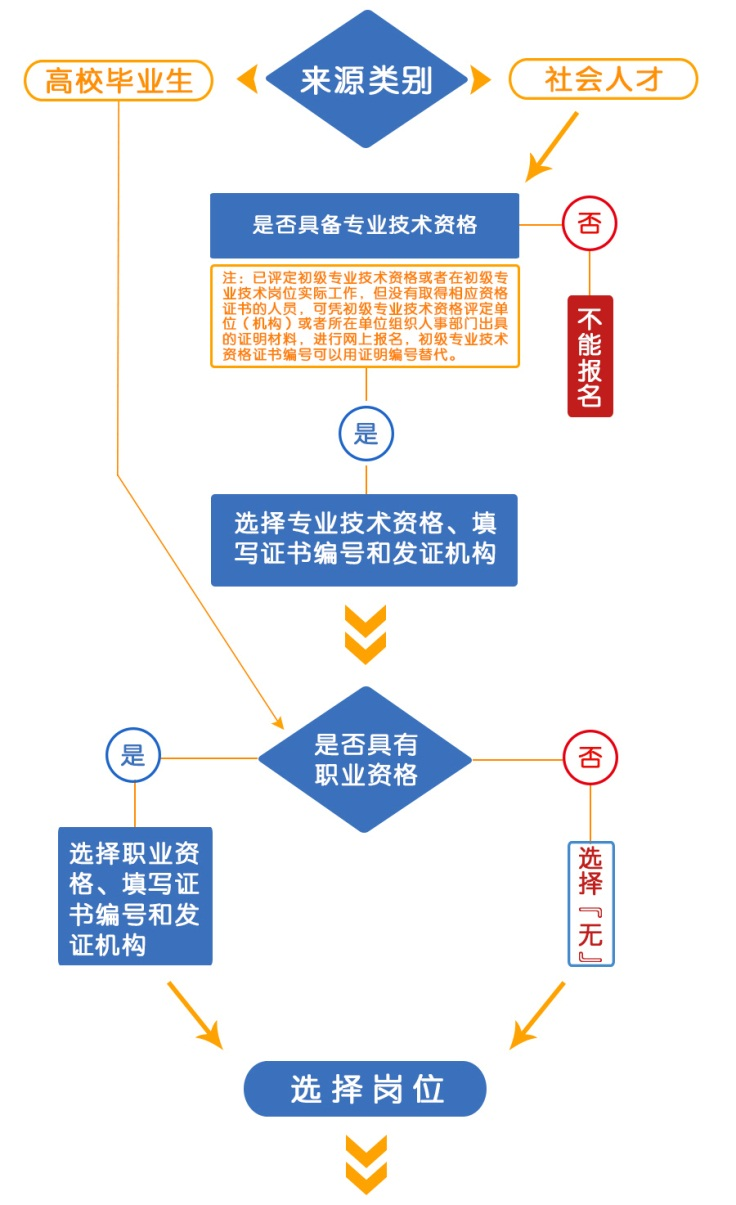 高校毕业生
来源类别
社会人才
是否具备专业技术资格
否
注：已评定初级专业技术资格或者在初级专
业技术岗位实际工作，但没有取得相应资格
证书的人员，可凭初级专业技术资格评定单
位（机构）或者所在单位组织人事部门出具
的证明材料，进行网上报名，初级专业技术
资格证书编号可以用证明编号替代。
不能报名
是
选择专业技术资格、填
写证书编号和发证机构
是
是否具有
职业资格
否
选择职业资
格、填写证
书编号和发
证机构
选择『无』
选择岗位